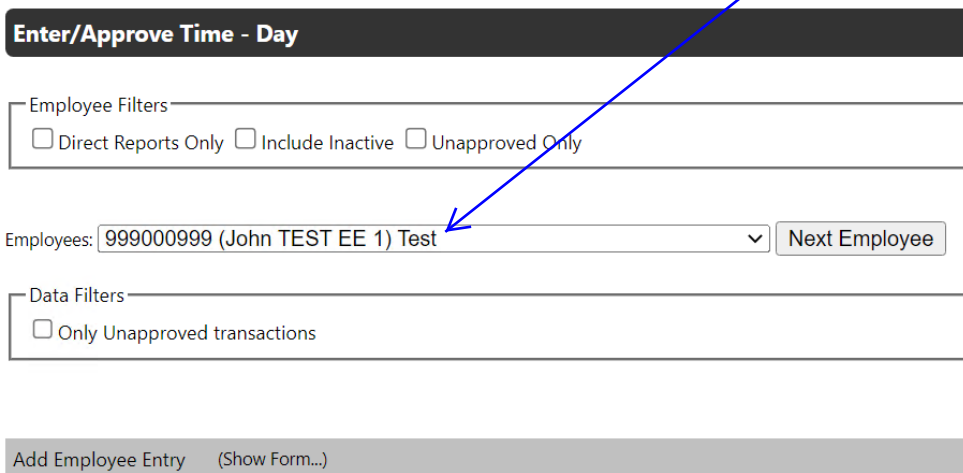 Enter/Approve Time - Day
Employee Filters
Direct Reports Only Include Inactive Unapproved Only
Employees: 999000999 (John TEST EE 1) Test Next Employee
Data Filters
Only Unapproved transactions
Add Employee Entry (Show Form...)